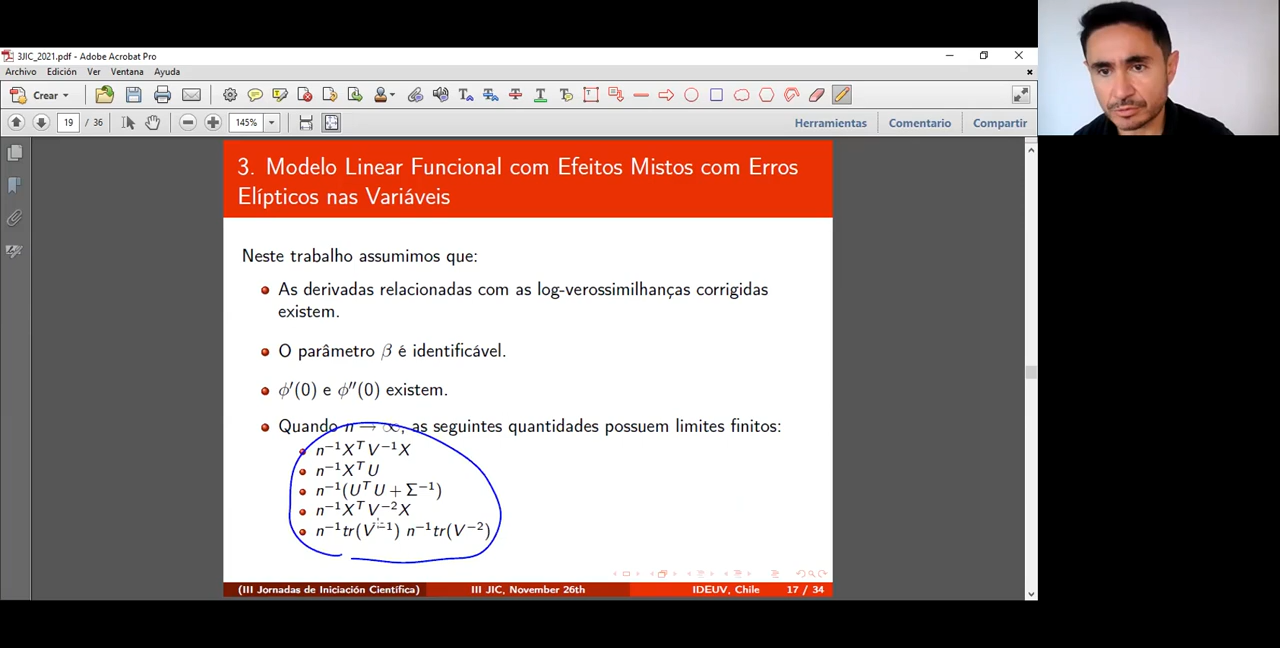 3JIC_2021.pdf - Adobe Acrobat Pro
Archivo Edición Ver Ventana Ayuda
Crear
19 / 36 145% Herramientas Comentario Compartir
3. Modelo Linear Funcional com Efeitos Mistos com Erros
Elípticos nas Variáveis
Neste trabalho assumimos que:
As derivadas relacionadas com as log-verossimilhanças corrigidas
existem.
O parâmetro β é identificável.
ϕ′(0) e ϕ″(0) existem.
Quando n → ∞, as seguintes quantidades possuem limites finitos:
n⁻¹XᵀV⁻¹X
n⁻¹XᵀU
n⁻¹(UᵀU + Σ⁻¹)
n⁻¹XᵀV⁻²X
n⁻¹tr(V⁻¹) n⁻¹tr(V⁻²)
(III Jornadas de Iniciación Científica) III JIC, November 26th IDEUV, Chile 17 / 34